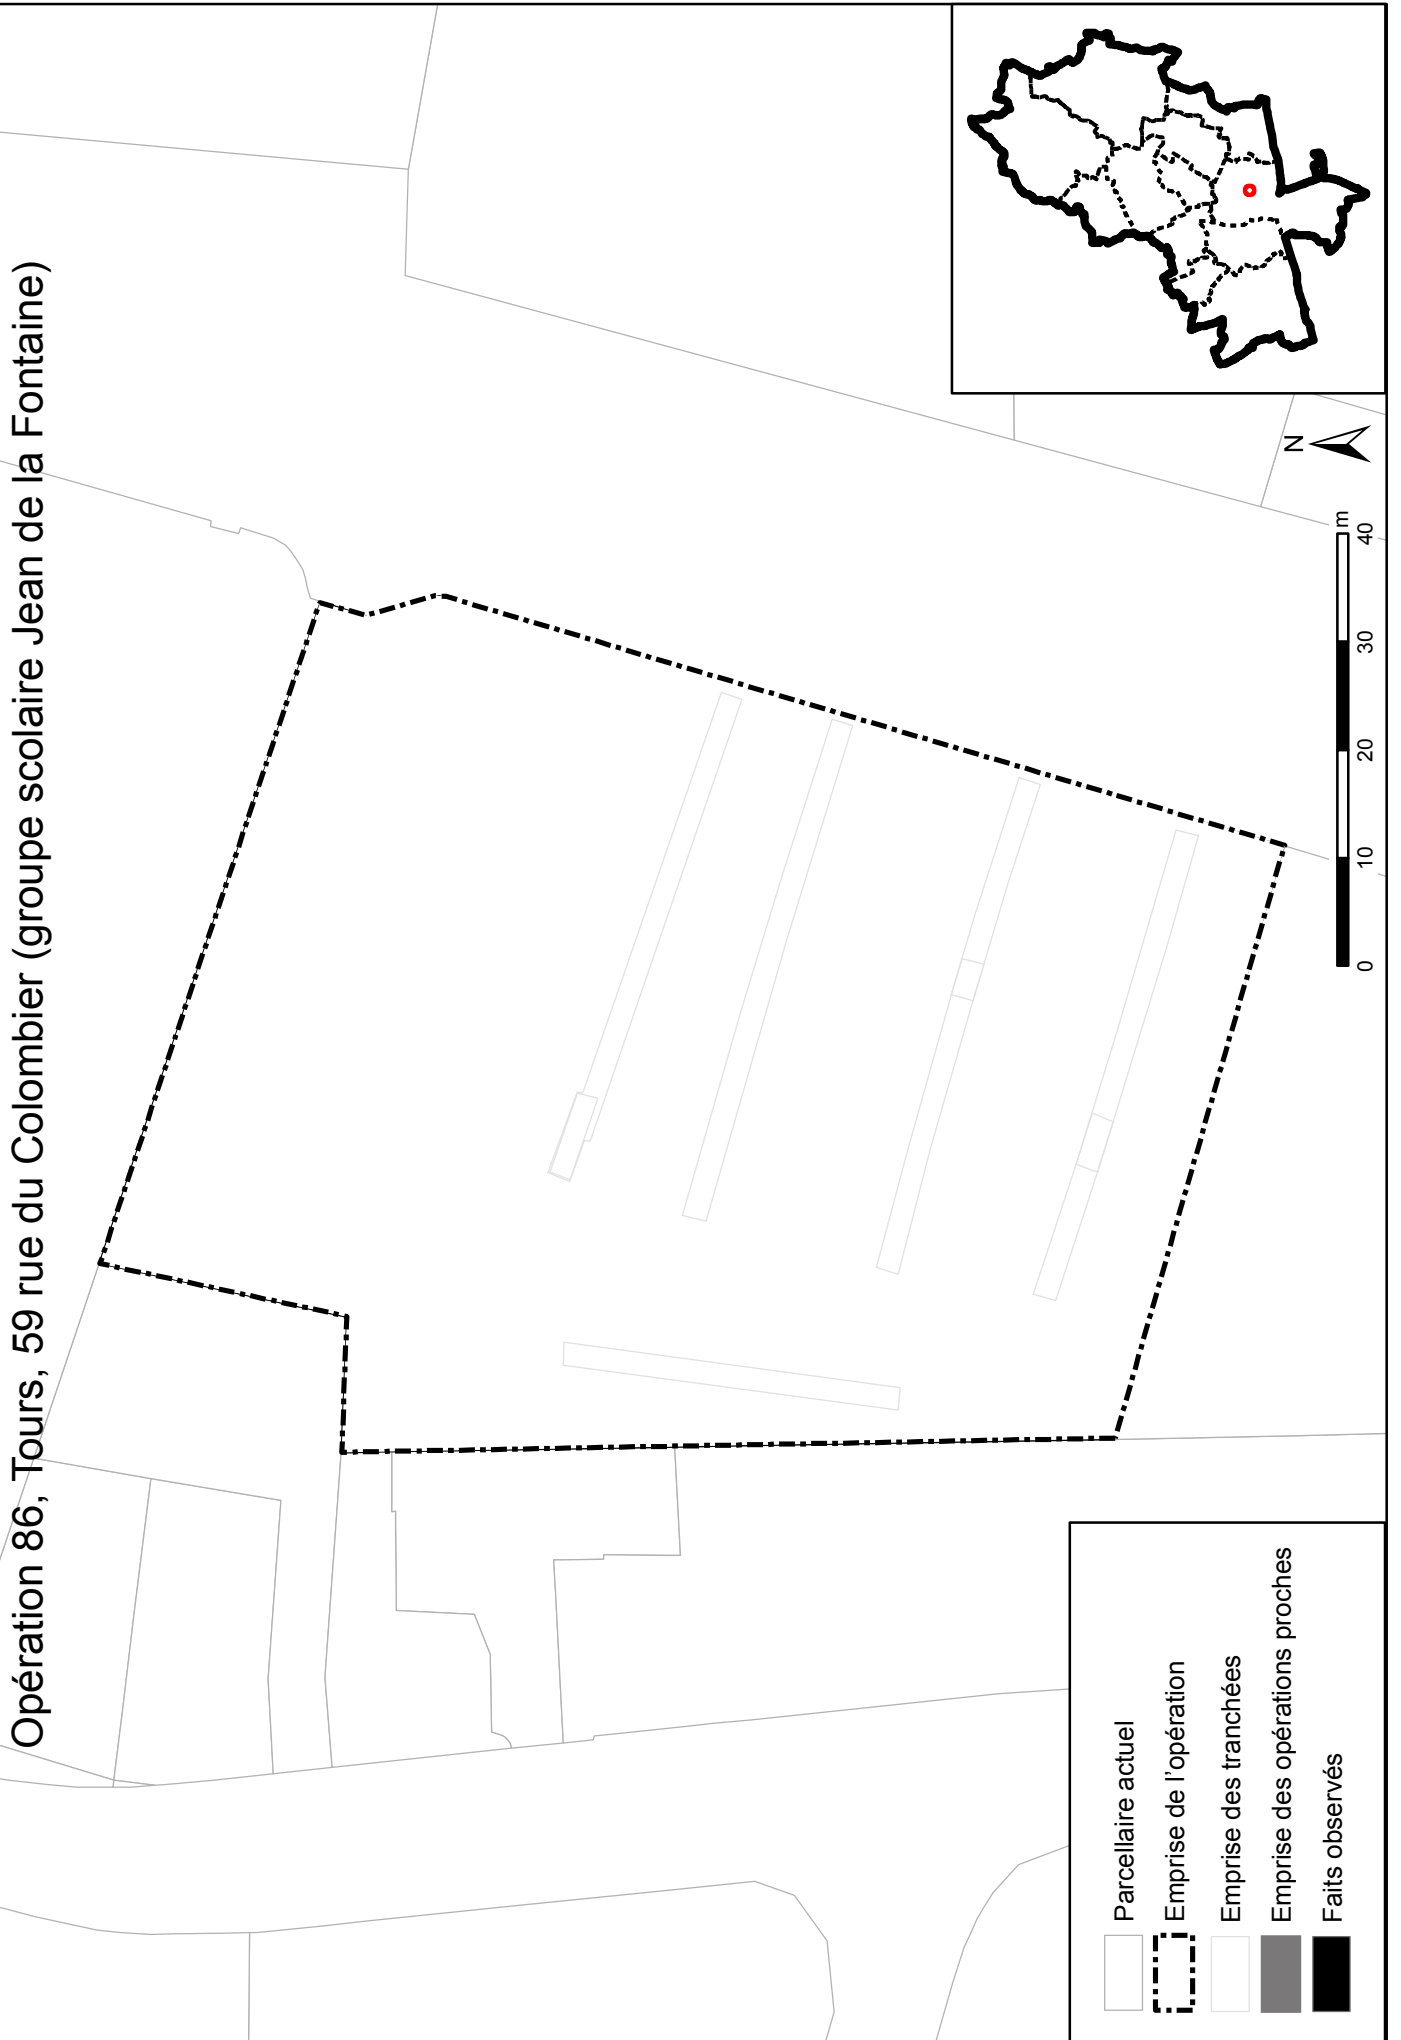 Opération 86, Tours, 59 rue du Colombier (groupe scolaire Jean de la Fontaine)
Parcellaire actuel
Emprise de l'opération
Emprise des tranchées
Emprise des opérations proches
Faits observés
0 10 20 30 40
m
N